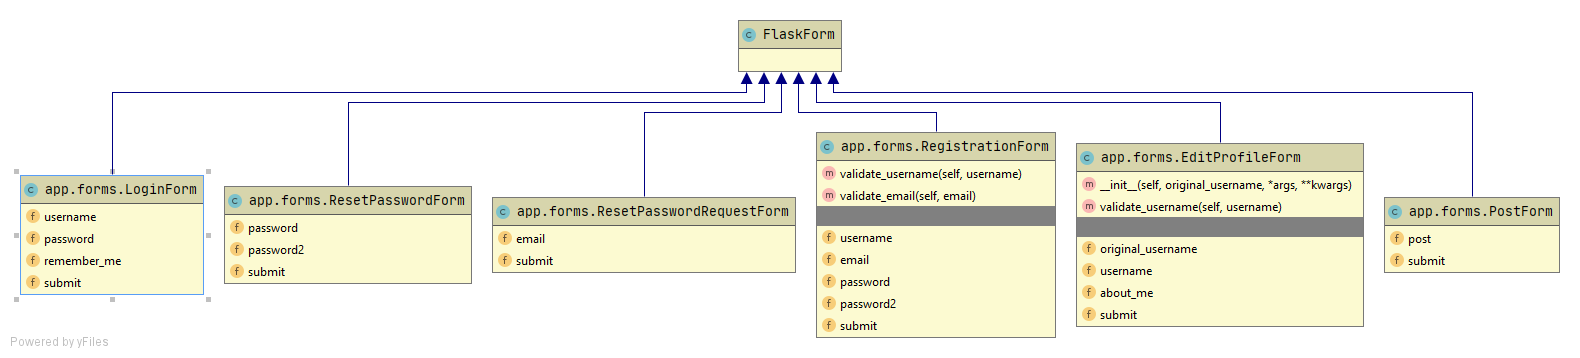 FlaskForm
app.forms.LoginForm
username
password
remember_me
submit
app.forms.ResetPasswordForm
password
password2
submit
app.forms.ResetPasswordRequestForm
email
submit
app.forms.RegistrationForm
validate_username(self, username)
validate_email(self, email)
username
email
password
password2
submit
app.forms.EditProfileForm
__init__(self, original_username, *args, **kwargs)
validate_username(self, username)
original_username
username
about_me
submit
app.forms.PostForm
post
submit
Powered by yFiles